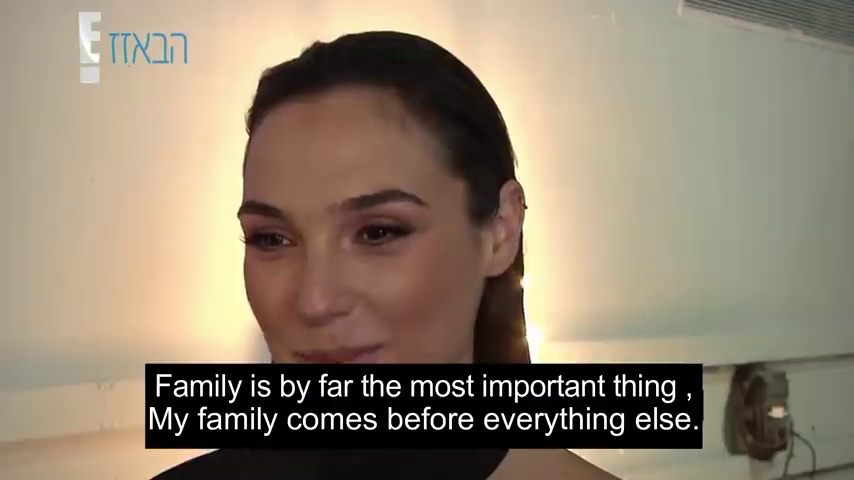 E! הבאזז
Family is by far the most important thing ,
My family comes before everything else.